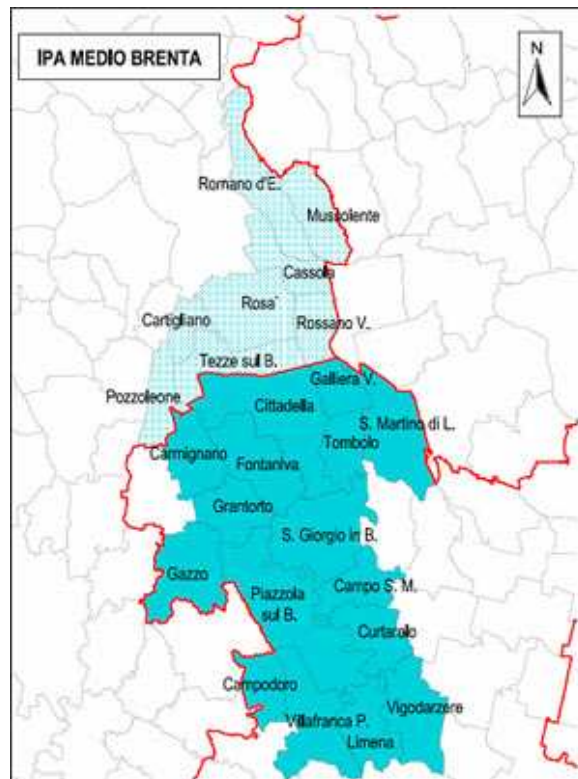 IPA MEDIO BRENTA
N
Romano d'E.
Mussolente
Cassola
Rosa`
Cartigliano
Rossano V.
Tezze sul B.
Galliera V.
Pozzoleone
Cittadella
S. Martino di L.
Tombolo
Carmignano
Fontaniva
Grantorto
S. Giorgio in B.
Gazzo
Campo S. M.
Piazzola
sul B.
Curtarolo
Campodoro
Vigodarzere
Villafranca P.
Limena